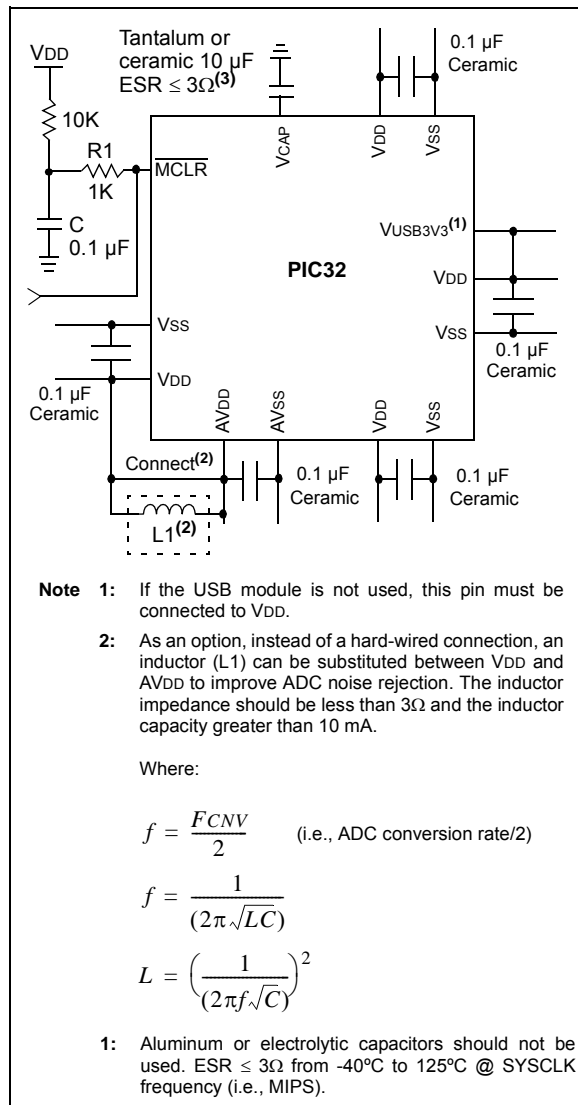 Tantalum or
ceramic 10 µF
ESR ≤ 3Ω(3)
0.1 µF
Ceramic
VDD
10K
R1
1K
C
0.1 µF
MCLR
VCAP
VDD
VSS
VUSB3V3(1)
PIC32
VDD
VSS
0.1 µF
Ceramic
VSS
VDD
0.1 µF
Ceramic
AVDD
AVSS
VDD
VSS
Connect(2)
L1(2)
0.1 µF
Ceramic
0.1 µF
Ceramic
Note 1: If the USB module is not used, this pin must be
connected to VDD.
2: As an option, instead of a hard-wired connection, an
inductor (L1) can be substituted between VDD and
AVDD to improve ADC noise rejection. The inductor
impedance should be less than 3Ω and the inductor
capacity greater than 10 mA.
Where:
f = FCNV / 2 (i.e., ADC conversion rate/2)
f = 1 / (2π√LC)
L = (1 / (2πf√C))²
1: Aluminum or electrolytic capacitors should not be
used. ESR ≤ 3Ω from -40ºC to 125ºC @ SYSCLK
frequency (i.e., MIPS).